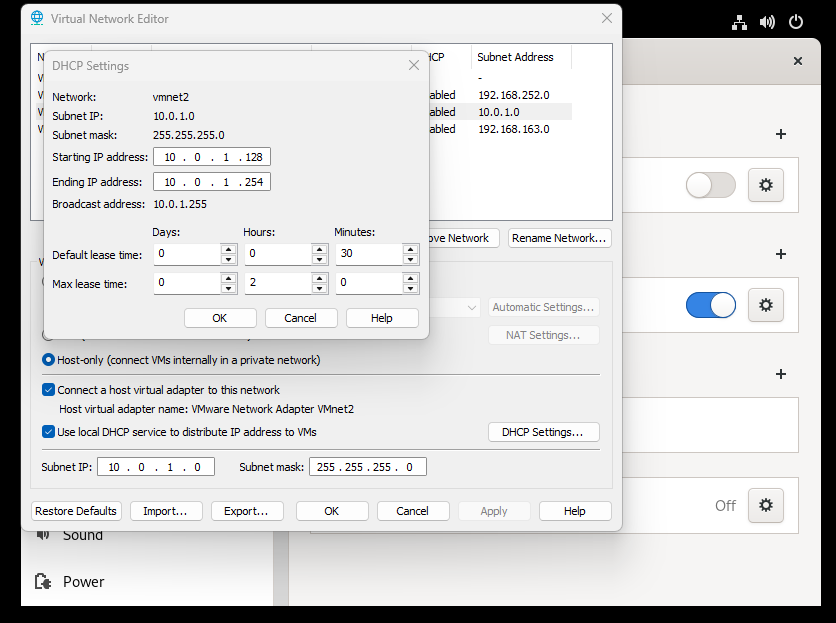 Virtual Network Editor
Subnet Address
DHCP Settings
-
192.168.252.0
10.0.1.0
192.168.163.0
Network: vmnet2
Subnet IP: 10.0.1.0
Subnet mask: 255.255.255.0
Starting IP address: 10 . 0 . 1 . 128
Ending IP address: 10 . 0 . 1 . 254
Broadcast address: 10.0.1.255
Days: Hours: Minutes:
Default lease time: 0 0 30
Max lease time: 0 2 0
OK Cancel Help
Network Rename Network...
Automatic Settings...
NAT Settings...
Host-only (connect VMs internally in a private network)
Connect a host virtual adapter to this network
Host virtual adapter name: VMware Network Adapter VMnet2
Use local DHCP service to distribute IP address to VMs
DHCP Settings...
Subnet IP: 10 . 0 . 1 . 0 Subnet mask: 255 . 255 . 255 . 0
Restore Defaults Import... Export... OK Cancel Apply Help
Off
Sound
Power